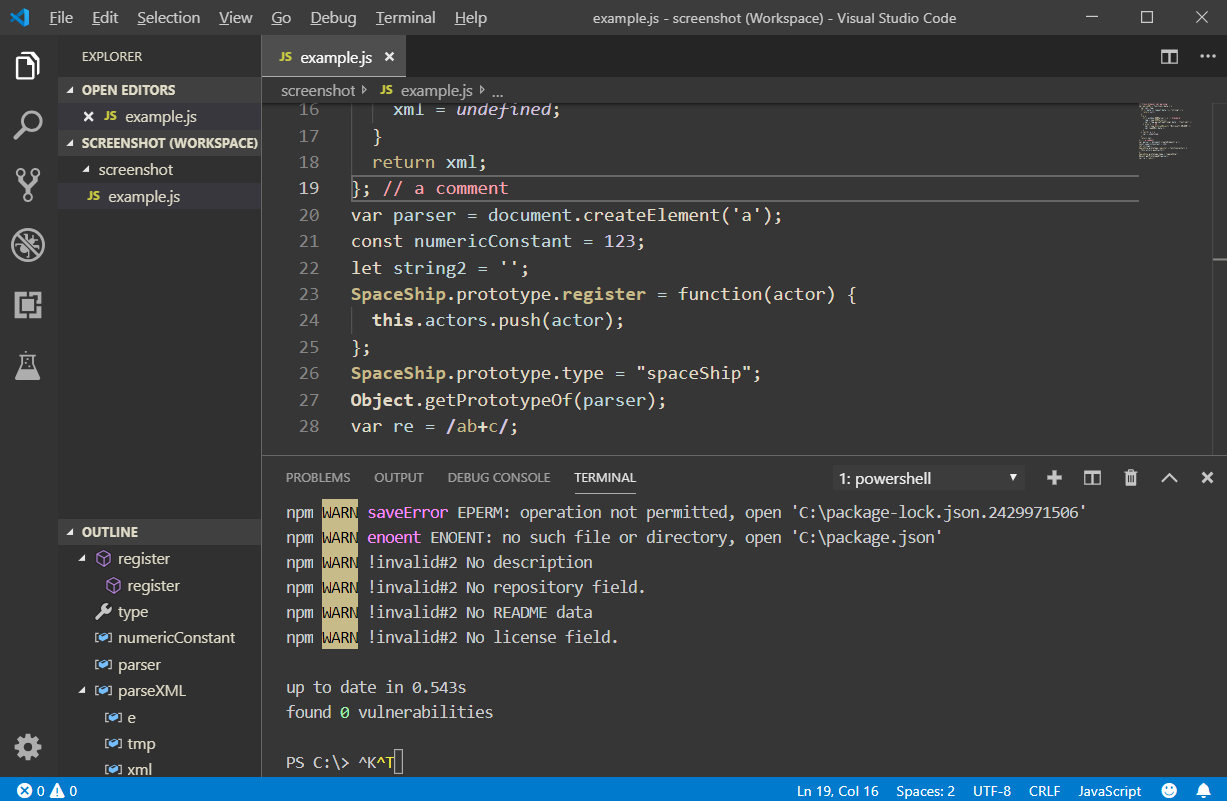 File Edit Selection View Go Debug Terminal Help example.js - screenshot (Workspace) - Visual Studio Code
EXPLORER
OPEN EDITORS
JS example.js
SCREENSHOT (WORKSPACE)
screenshot
JS example.js
OUTLINE
register
register
type
numericConstant
parser
parseXML
e
tmp
xml
JS example.js
screenshot JS example.js ...
16 xml = undefined;
17 }
18 return xml;
19 }; // a comment
20 var parser = document.createElement('a');
21 const numericConstant = 123;
22 let string2 = '';
23 SpaceShip.prototype.register = function(actor) {
24 this.actors.push(actor);
25 };
26 SpaceShip.prototype.type = "spaceShip";
27 Object.getPrototypeOf(parser);
28 var re = /ab+c/;
PROBLEMS OUTPUT DEBUG CONSOLE TERMINAL 1: powershell
npm WARN saveError EPERM: operation not permitted, open 'C:\package-lock.json.2429971506'
npm WARN enoent ENOENT: no such file or directory, open 'C:\package.json'
npm WARN !invalid#2 No description
npm WARN !invalid#2 No repository field.
npm WARN !invalid#2 No README data
npm WARN !invalid#2 No license field.
up to date in 0.543s
found 0 vulnerabilities
PS C:\> ^K^T
0 0 Ln 19, Col 16 Spaces: 2 UTF-8 CRLF JavaScript